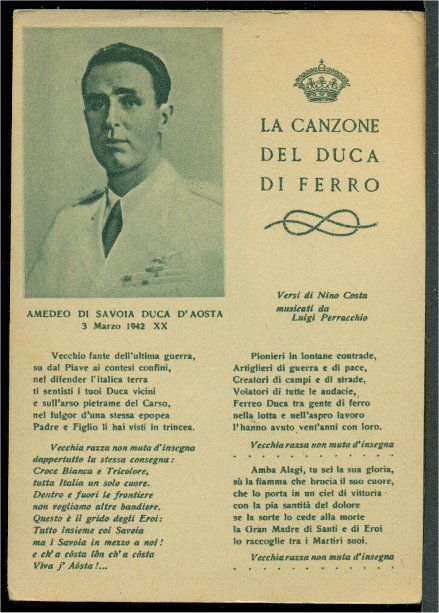 LA CANZONE
DEL DUCA
DI FERRO
Versi di Nino Costa
musicati da
Luigi Perracchio
AMEDEO DI SAVOIA DUCA D'AOSTA
3 Marzo 1942 XX
Vecchio fante dell'ultima guerra,
su dal Piave ai contesi confini,
nel difender l'italica terra
ti sentisti i tuoi Duca vicini
e sull'arso pietrame del Carso,
nel fulgor d'una stessa epopea
Padre e Figlio li hai visti in trincea.
Vecchia razza non muta d'insegna
dappertutto la stessa consegna:
Croce Bianca e Tricolore,
tutta Italia un solo cuore.
Dentro e fuori le frontiere
non vogliamo altre bandiere.
Questo è il grido degli Eroi:
Tutto insieme coi Savoia
ma i Savoia in mezzo a noi!
e ch'a còsta lòn ch'a còsta
Viva j' Aòsta!...
Pionieri in lontane contrade,
Artiglieri di guerra e di pace,
Creatori di campi e di strade,
Volatori di tutte le audacie,
Ferreo Duca tra gente di ferro
nella lotta e nell'aspro lavoro
l'hanno avuto vent'anni con loro.
Vecchia razza non muta d'insegna
. . . . . . . . . . . . . . .
Amba Alagi, tu sei la sua gloria,
sù la fiamma che brucia il suo cuore,
che lo porta in un ciel di vittoria
con la pia santità del dolore
se la sorte lo cede alla morte
la Gran Madre di Santi e di Eroi
lo raccoglie tra i Martiri suoi.
Vecchia razza non muta d'insegna
. . . . . . . . . . . . . . .